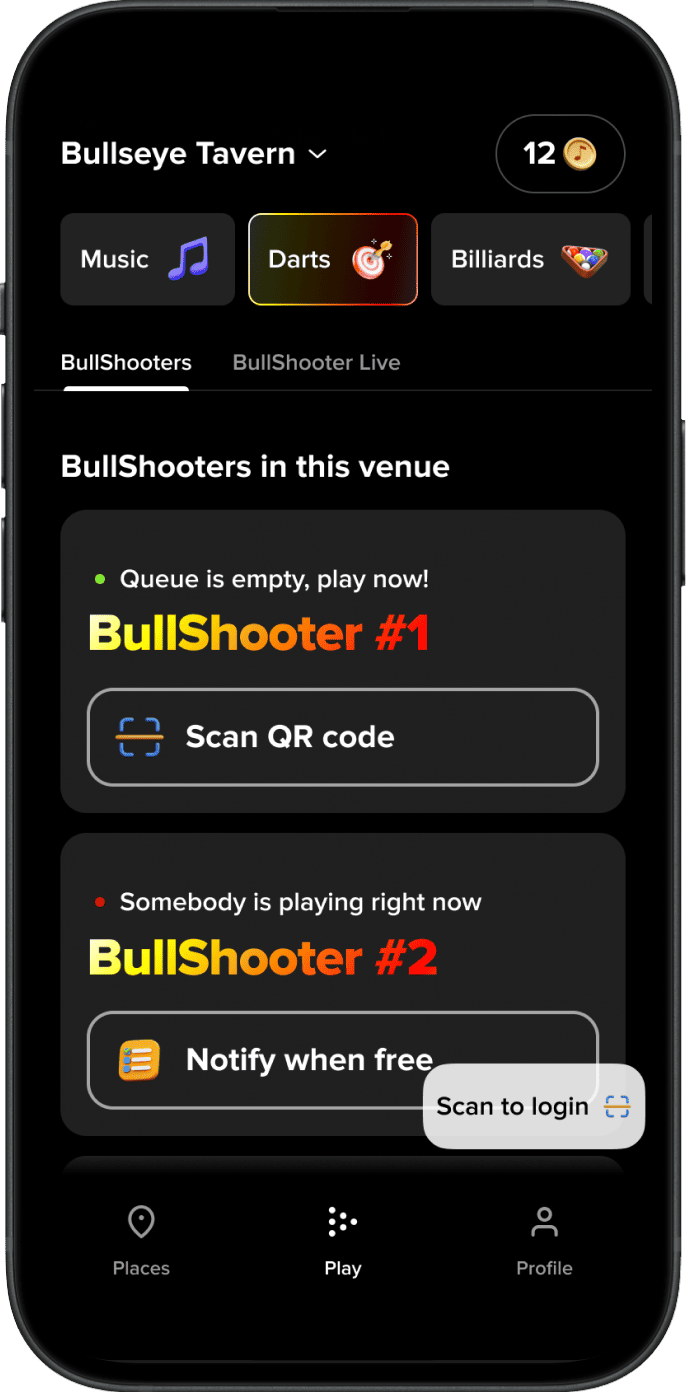 Bullseye Tavern
12
Music
Darts
Billiards
BullShooters
BullShooter Live
BullShooters in this venue
Queue is empty, play now!
BullShooter #1
Scan QR code
Somebody is playing right now
BullShooter #2
Notify when free
Scan to login
Places
Play
Profile